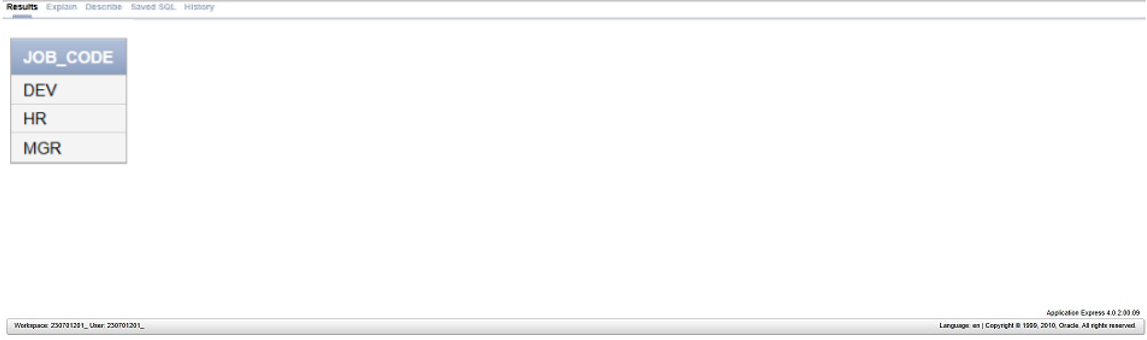 Results Explain Describe Saved SQL History
JOB_CODE
DEV
HR
MGR
Application Express 4.0.2.00.09
Workspace: 230701201_ User: 230701201_
Language: en | Copyright © 1999, 2010, Oracle. All rights reserved.